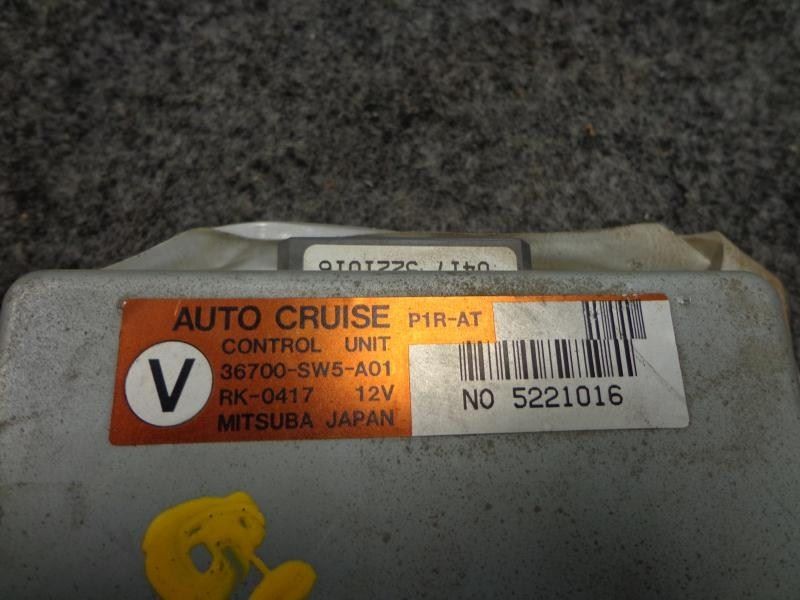 0417 5221016
AUTO CRUISE P1R-AT
CONTROL UNIT
V
36700-SW5-A01
RK-0417 12V
MITSUBA JAPAN
NO 5221016